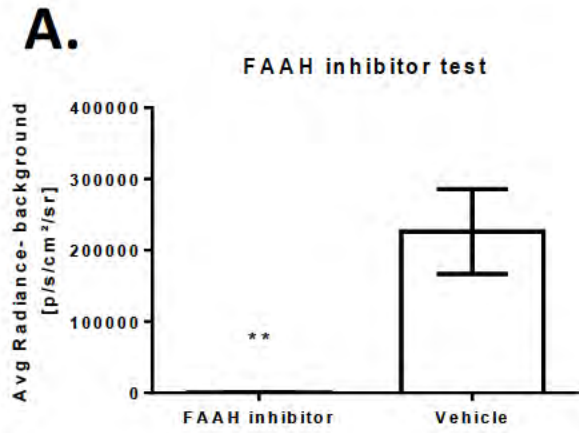 A.
FAAH inhibitor test
Avg Radiance- background
[p/s/cm²/sr]
400000
300000
200000
100000
0
**
FAAH inhibitor
Vehicle